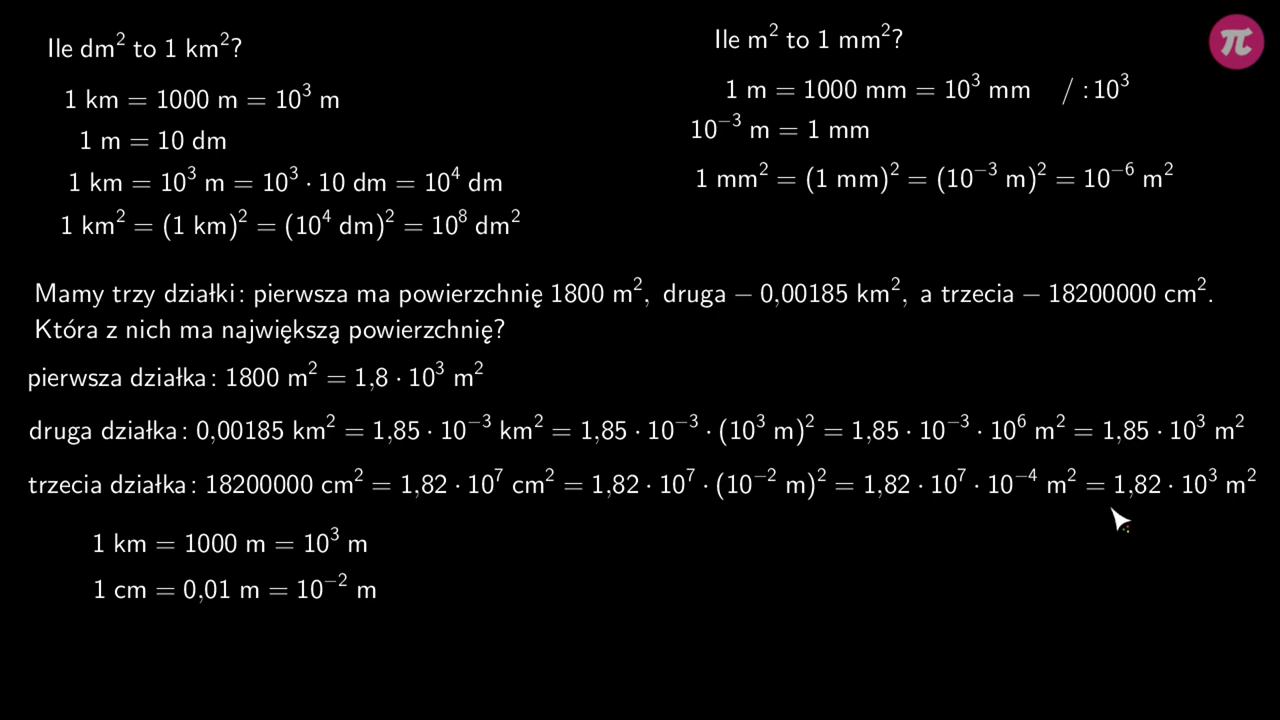 Ile dm² to 1 km²?
1 km = 1000 m = 10³ m
1 m = 10 dm
1 km = 10³ m = 10³ · 10 dm = 10⁴ dm
1 km² = (1 km)² = (10⁴ dm)² = 10⁸ dm²
Ile m² to 1 mm²?
1 m = 1000 mm = 10³ mm / : 10³
10⁻³ m = 1 mm
1 mm² = (1 mm)² = (10⁻³ m)² = 10⁻⁶ m²
π
Mamy trzy działki: pierwsza ma powierzchnię 1800 m², druga – 0,00185 km², a trzecia – 18200000 cm².
Która z nich ma największą powierzchnię?
pierwsza działka: 1800 m² = 1,8 · 10³ m²
druga działka: 0,00185 km² = 1,85 · 10⁻³ km² = 1,85 · 10⁻³ · (10³ m)² = 1,85 · 10⁻³ · 10⁶ m² = 1,85 · 10³ m²
trzecia działka: 18200000 cm² = 1,82 · 10⁷ cm² = 1,82 · 10⁷ · (10⁻² m)² = 1,82 · 10⁷ · 10⁻⁴ m² = 1,82 · 10³ m²
1 km = 1000 m = 10³ m
1 cm = 0,01 m = 10⁻² m